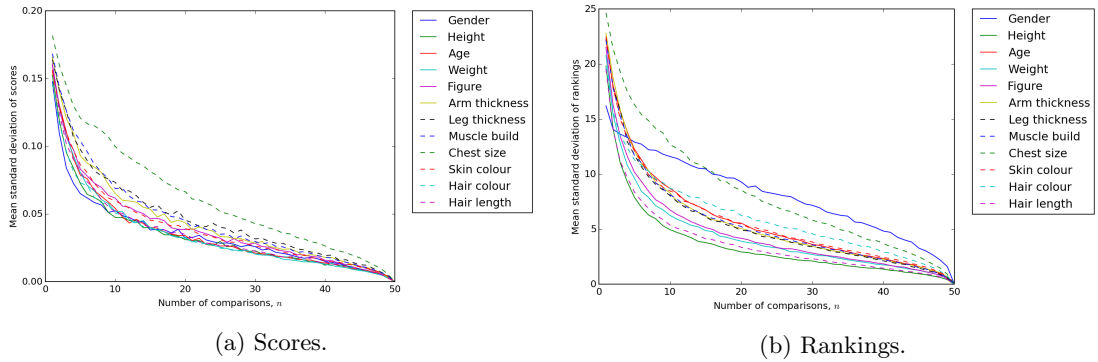 0.20
0.15
0.10
0.05
0.00
0
10
20
30
40
50
Mean standard deviation of scores
Number of comparisons, n
Gender
Height
Age
Weight
Figure
Arm thickness
Leg thickness
Muscle build
Chest size
Skin colour
Hair colour
Hair length
(a) Scores.
25
20
15
10
5
0
0
10
20
30
40
50
Mean standard deviation of rankings
Number of comparisons, n
Gender
Height
Age
Weight
Figure
Arm thickness
Leg thickness
Muscle build
Chest size
Skin colour
Hair colour
Hair length
(b) Rankings.